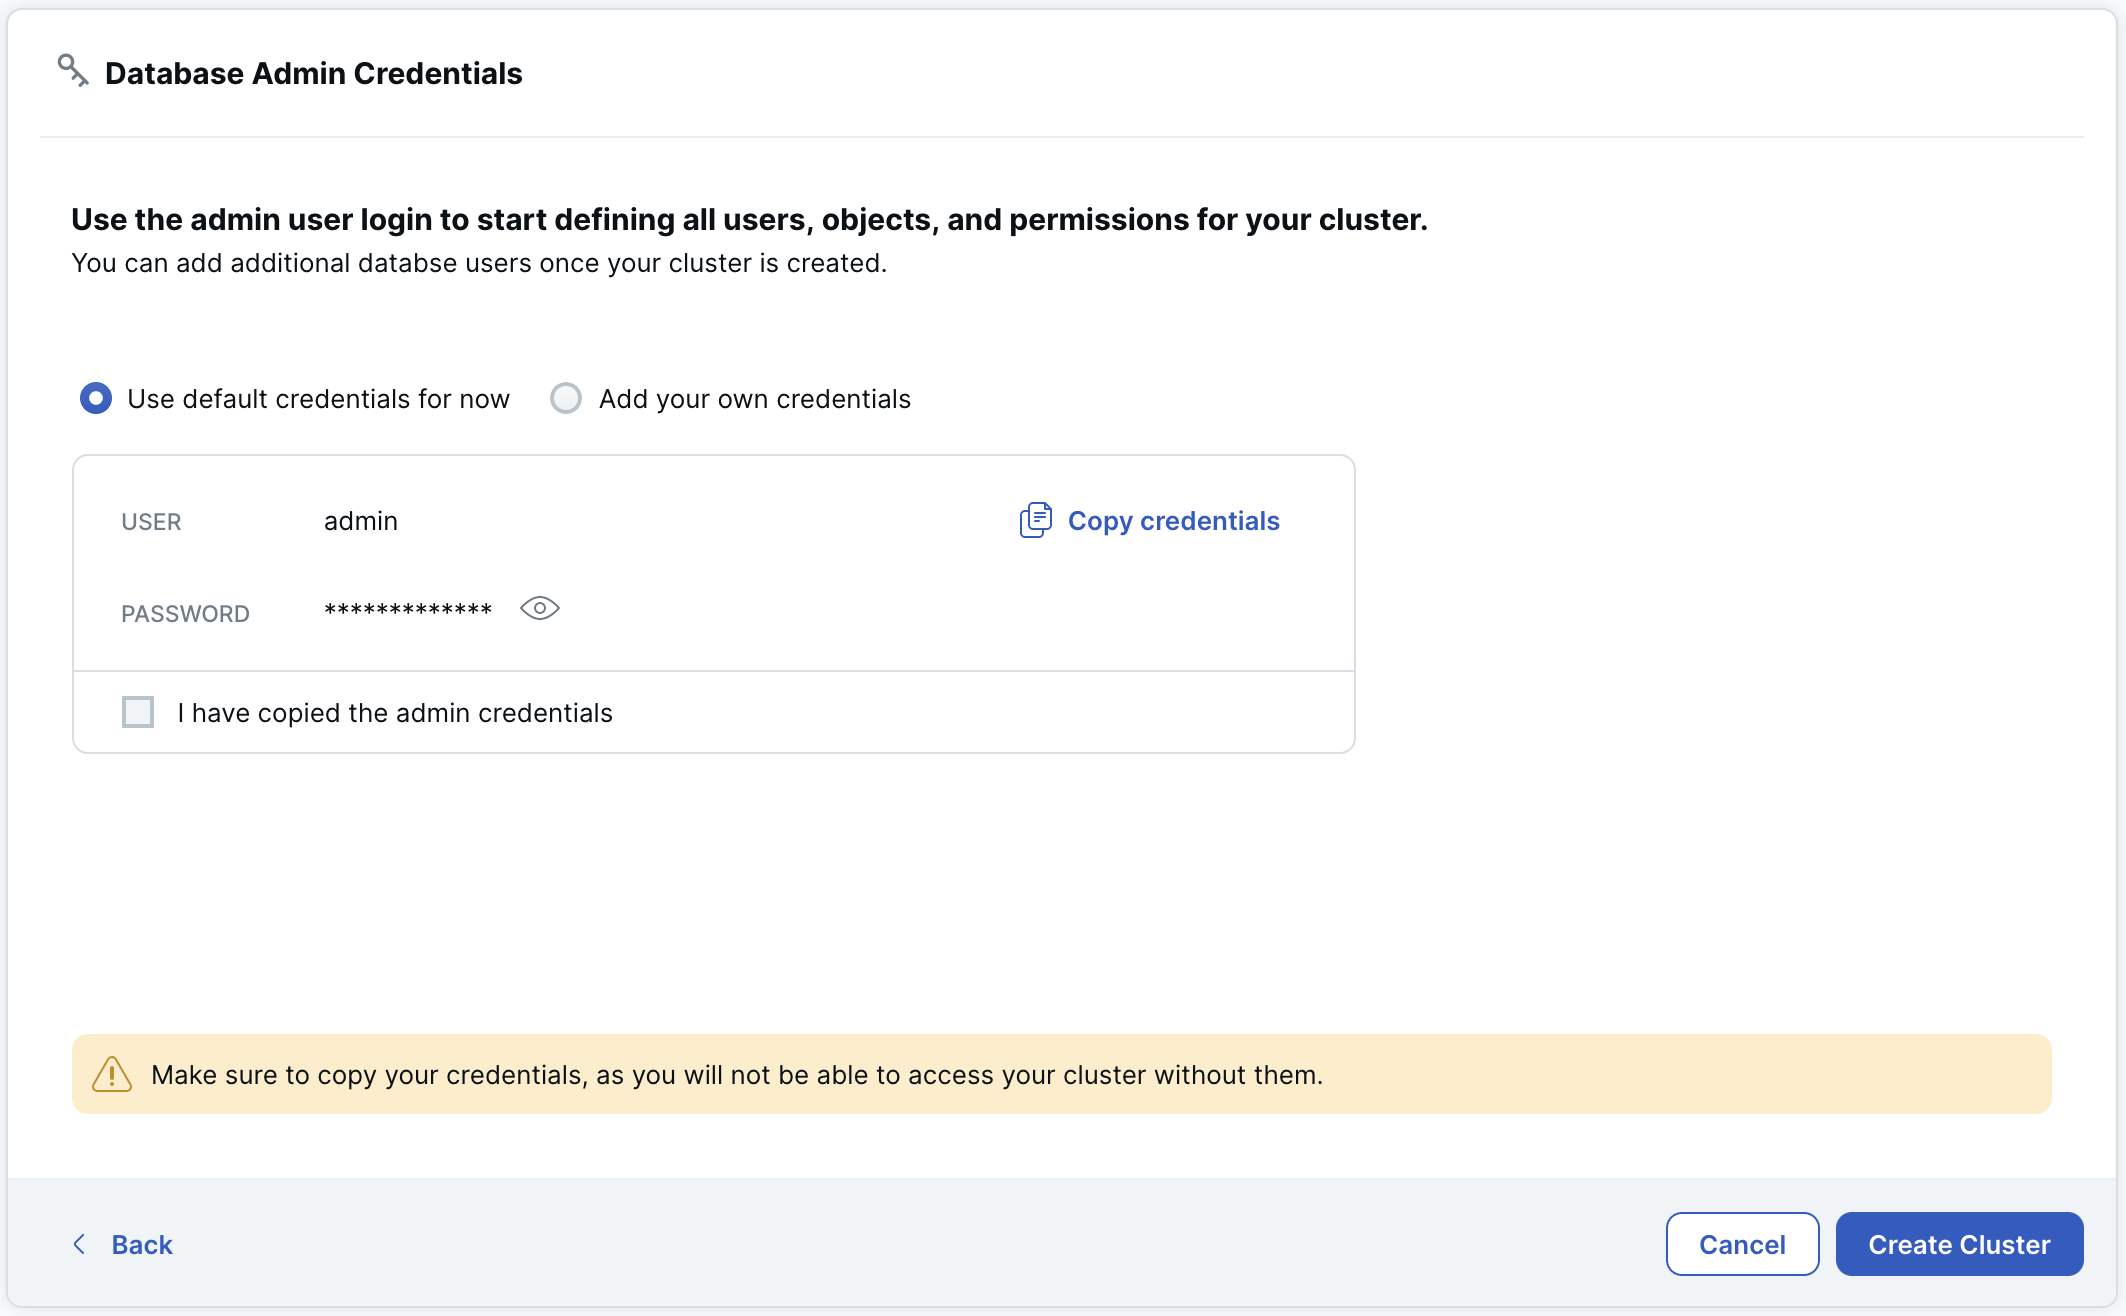 Database Admin Credentials
Use the admin user login to start defining all users, objects, and permissions for your cluster.
You can add additional databse users once your cluster is created.
Use default credentials for now Add your own credentials
USER admin Copy credentials
PASSWORD *************
I have copied the admin credentials
Make sure to copy your credentials, as you will not be able to access your cluster without them.
Back Cancel Create Cluster